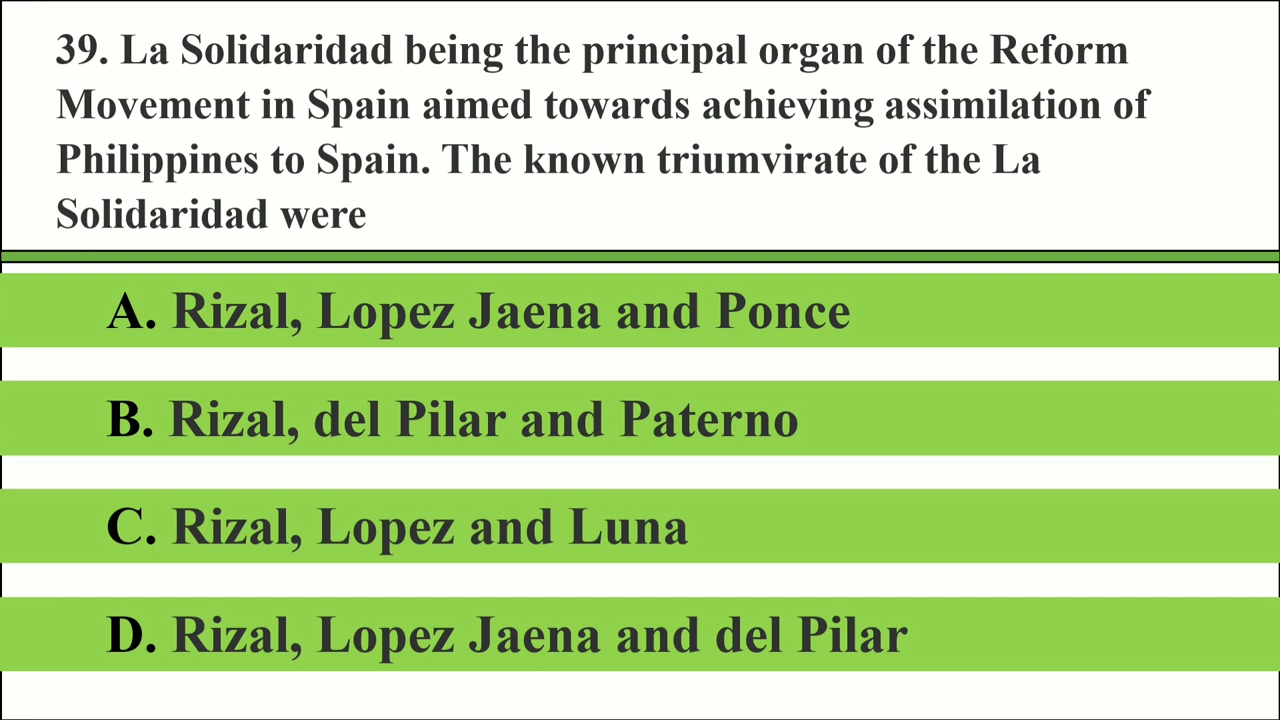 39. La Solidaridad being the principal organ of the Reform
Movement in Spain aimed towards achieving assimilation of
Philippines to Spain. The known triumvirate of the La
Solidaridad were
A. Rizal, Lopez Jaena and Ponce
B. Rizal, del Pilar and Paterno
C. Rizal, Lopez and Luna
D. Rizal, Lopez Jaena and del Pilar